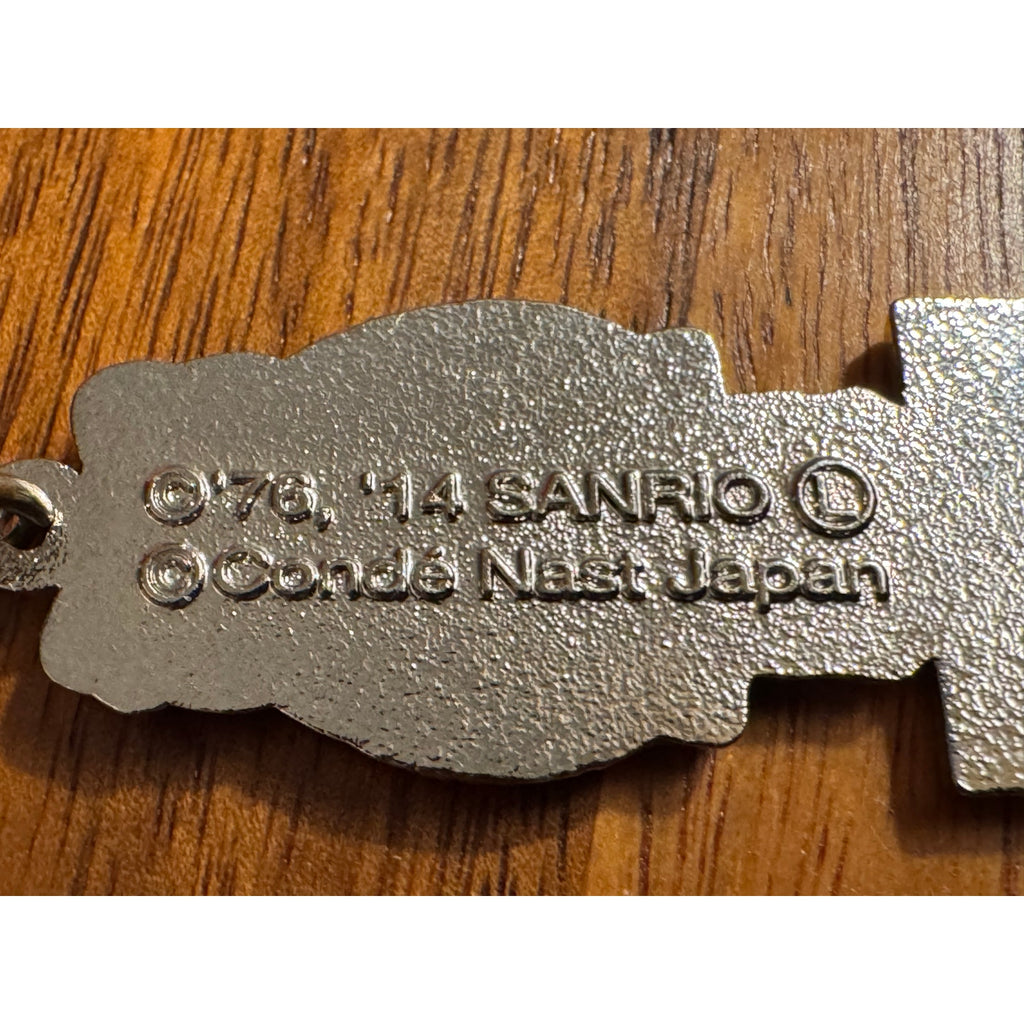 ©'76, '14 SANRIO Ⓛ
©Condé Nast Japan